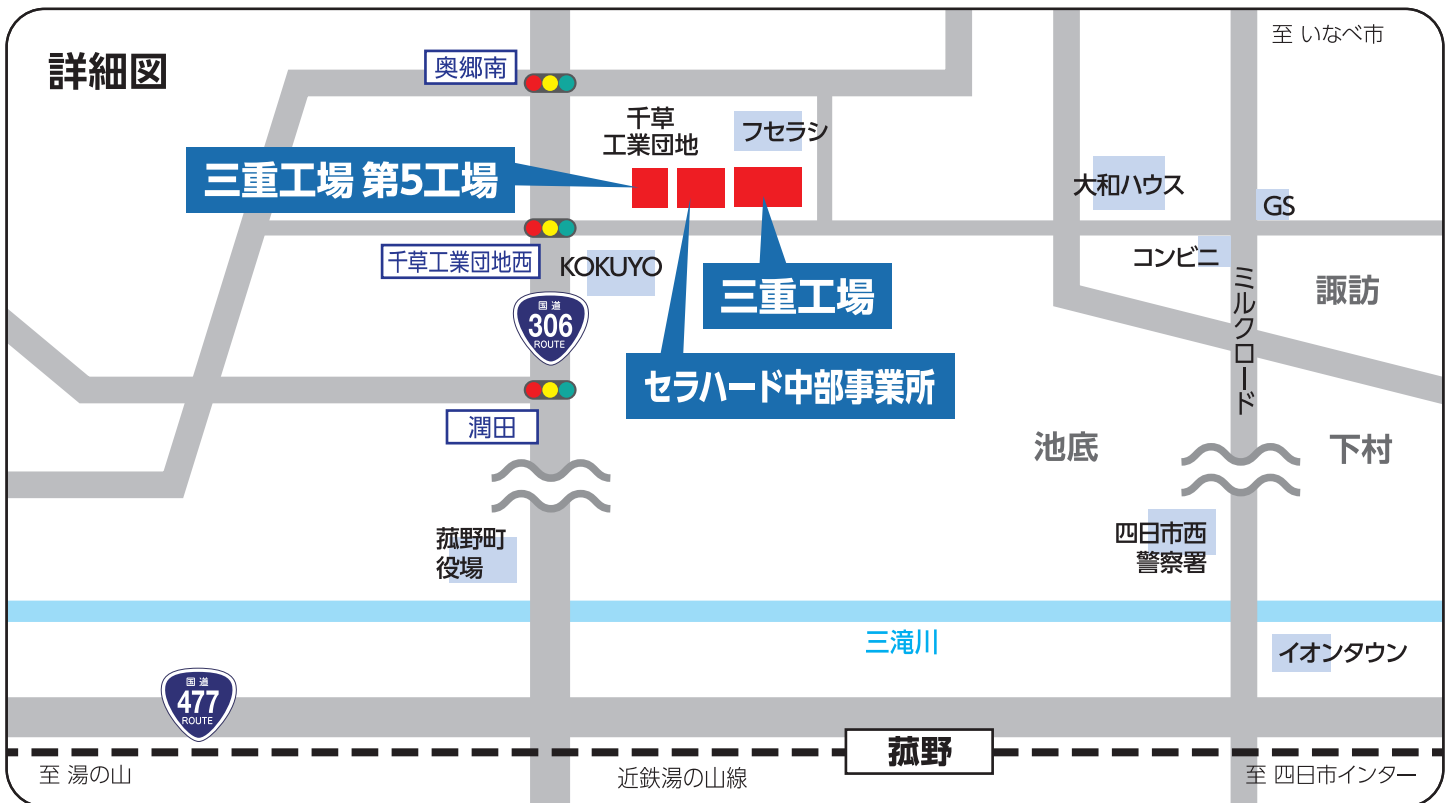 詳細図
至 いなべ市
奥郷南
千草
工業団地
フセラシ
三重工場 第5工場
大和ハウス
GS
千草工業団地西
KOKUYO
コンビニ
三重工場
諏訪
ミルクロード
国道
306
ROUTE
セラハード中部事業所
潤田
池底
下村
菰野町
役場
四日市西
警察署
三滝川
イオンタウン
国道
477
ROUTE
菰野
至 湯の山
近鉄湯の山線
至 四日市インター